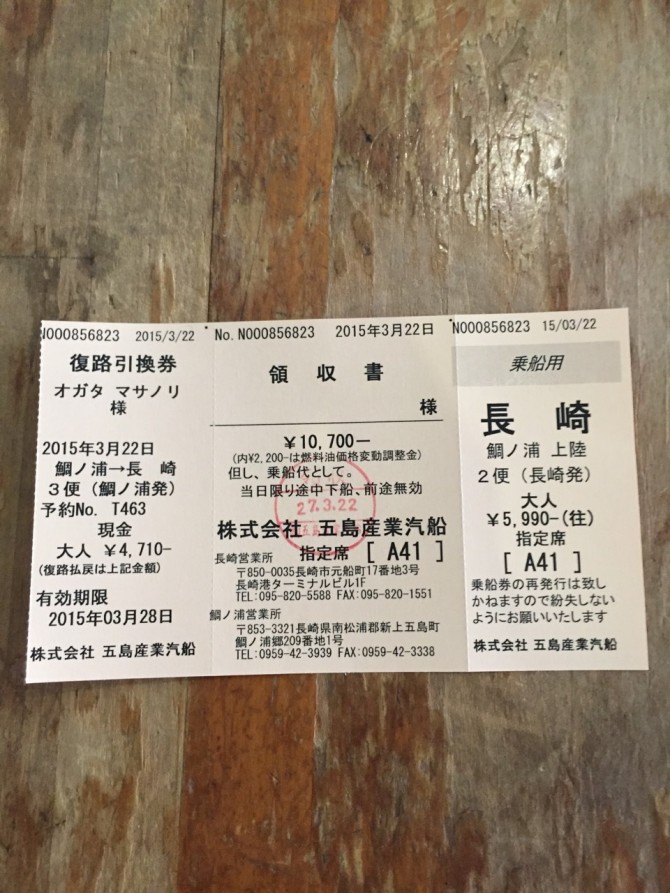 N000856823 2015/3/22
復路引換券
オガタ マサノリ
様
2015年3月22日
鯛ノ浦→長 崎
3便(鯛ノ浦発)
予約No. T463
現金
大人 ¥4,710-
(復路払戻は上記金額)
有効期限
2015年03月28日
株式会社 五島産業汽船
No. N000856823 2015年3月22日
領 収 書
様
¥10,700-
(内¥2,200-は燃料油価格変動調整金)
但し、乗船代として。
当日限り途中下船、前途無効
27.3.22
株式会社 五島産業汽船
長崎営業所 指定席 [ A41 ]
〒850-0035長崎市元船町17番地3号
長崎港ターミナルビル1F
TEL:095-820-5588 FAX:095-820-1551
鯛ノ浦営業所
〒853-3321長崎県南松浦郡新上五島町
鯛ノ浦郷209番地1号
TEL:0959-42-3939 FAX:0959-42-3338
N000856823 15/03/22
乗船用
長 崎
鯛ノ浦 上陸
2便(長崎発)
大人
¥5,990-(往)
指定席
[ A41 ]
乗船券の再発行は致し
かねますので紛失しない
ようにお願いいたします
株式会社 五島産業汽船